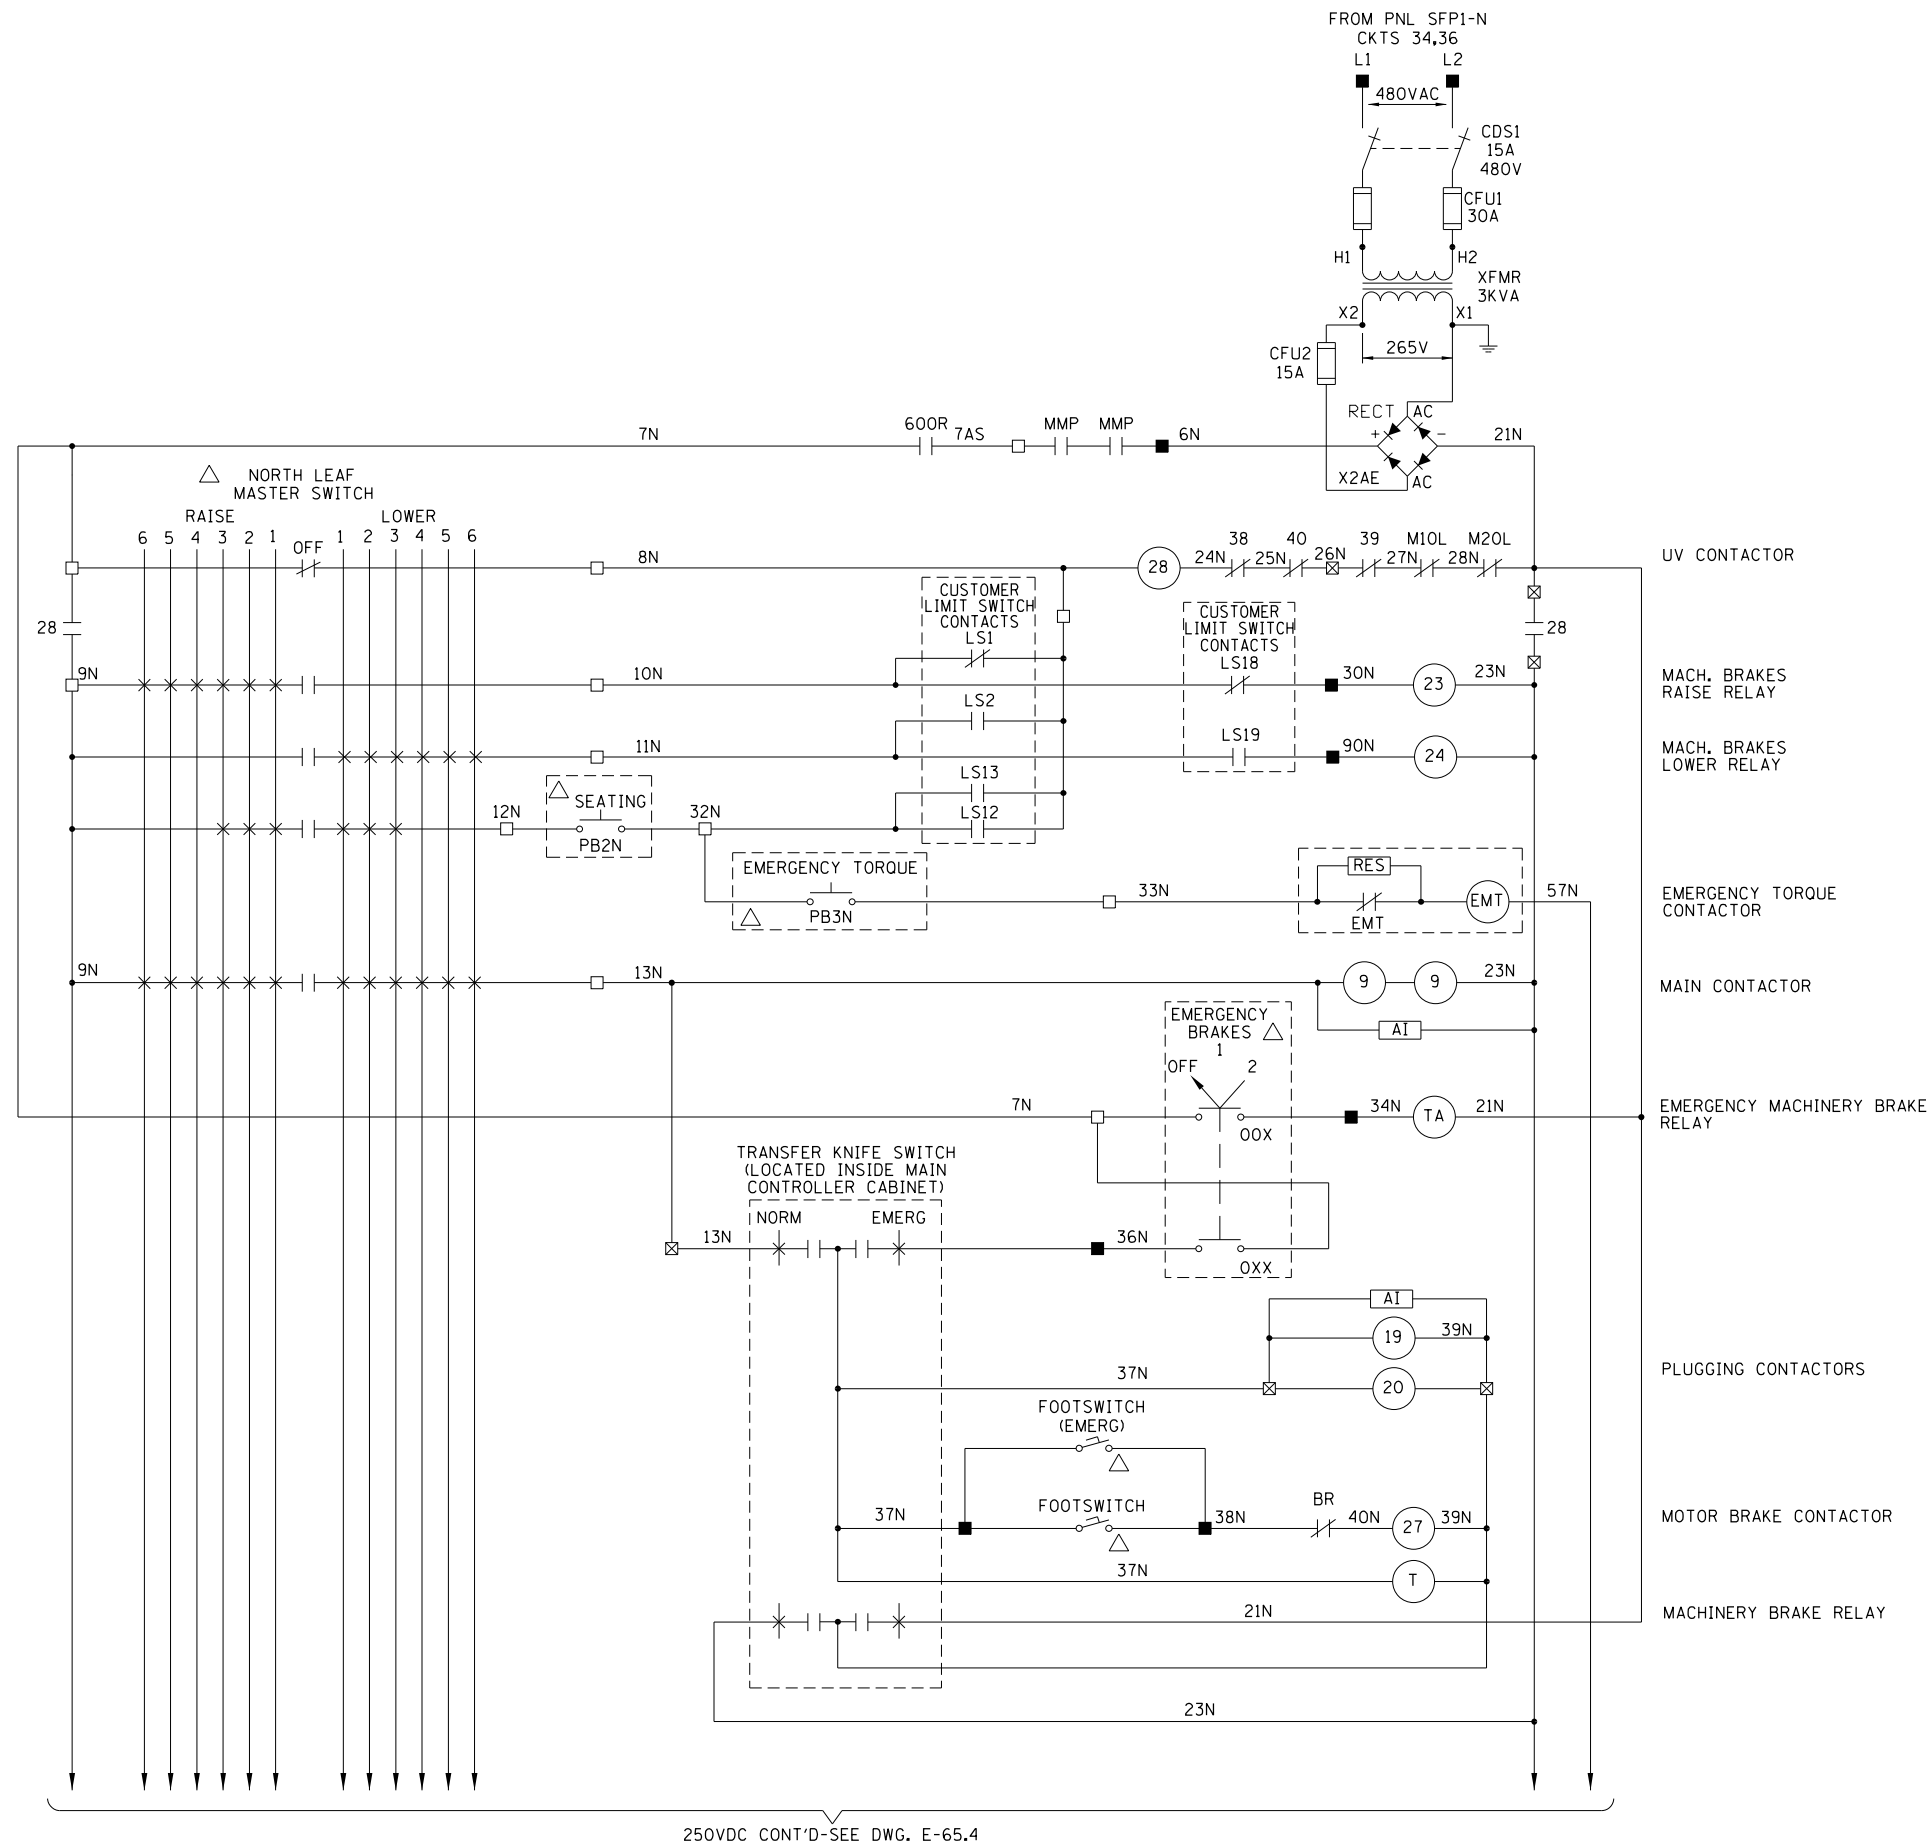 FROM PNL SFP1-N
CKTS 34,36
L1
L2
480VAC
CDS1
15A
480V
CFU1
30A
H1
H2
XFMR
3KVA
X2
X1
CFU2
15A
265V
RECT
AC
+
-
7N
600R
7AS
MMP
MMP
6N
21N
X2AE
AC
NORTH LEAF
MASTER SWITCH
RAISE
LOWER
6 5 4 3 2 1
OFF
1 2 3 4 5 6
8N
28
24N
38
25N
40
26N
39
27N
M1OL
28N
M2OL
UV CONTACTOR
CUSTOMER
LIMIT SWITCH
CONTACTS
LS1
CUSTOMER
LIMIT SWITCH
CONTACTS
LS18
28
28
9N
10N
30N
23
23N
MACH. BRAKES
RAISE RELAY
LS2
11N
LS19
90N
24
MACH. BRAKES
LOWER RELAY
LS13
12N
SEATING
PB2N
32N
LS12
EMERGENCY TORQUE
PB3N
33N
RES
EMT
EMT
57N
EMERGENCY TORQUE
CONTACTOR
9N
13N
9
9
23N
MAIN CONTACTOR
AI
EMERGENCY
BRAKES
1
OFF
2
7N
OOX
34N
TA
21N
EMERGENCY MACHINERY BRAKE
RELAY
TRANSFER KNIFE SWITCH
(LOCATED INSIDE MAIN
CONTROLLER CABINET)
NORM
EMERG
13N
36N
OXX
AI
19
39N
37N
20
PLUGGING CONTACTORS
FOOTSWITCH
(EMERG)
37N
FOOTSWITCH
38N
BR
40N
27
39N
MOTOR BRAKE CONTACTOR
37N
T
21N
MACHINERY BRAKE RELAY
23N
250VDC CONT'D-SEE DWG. E-65.4